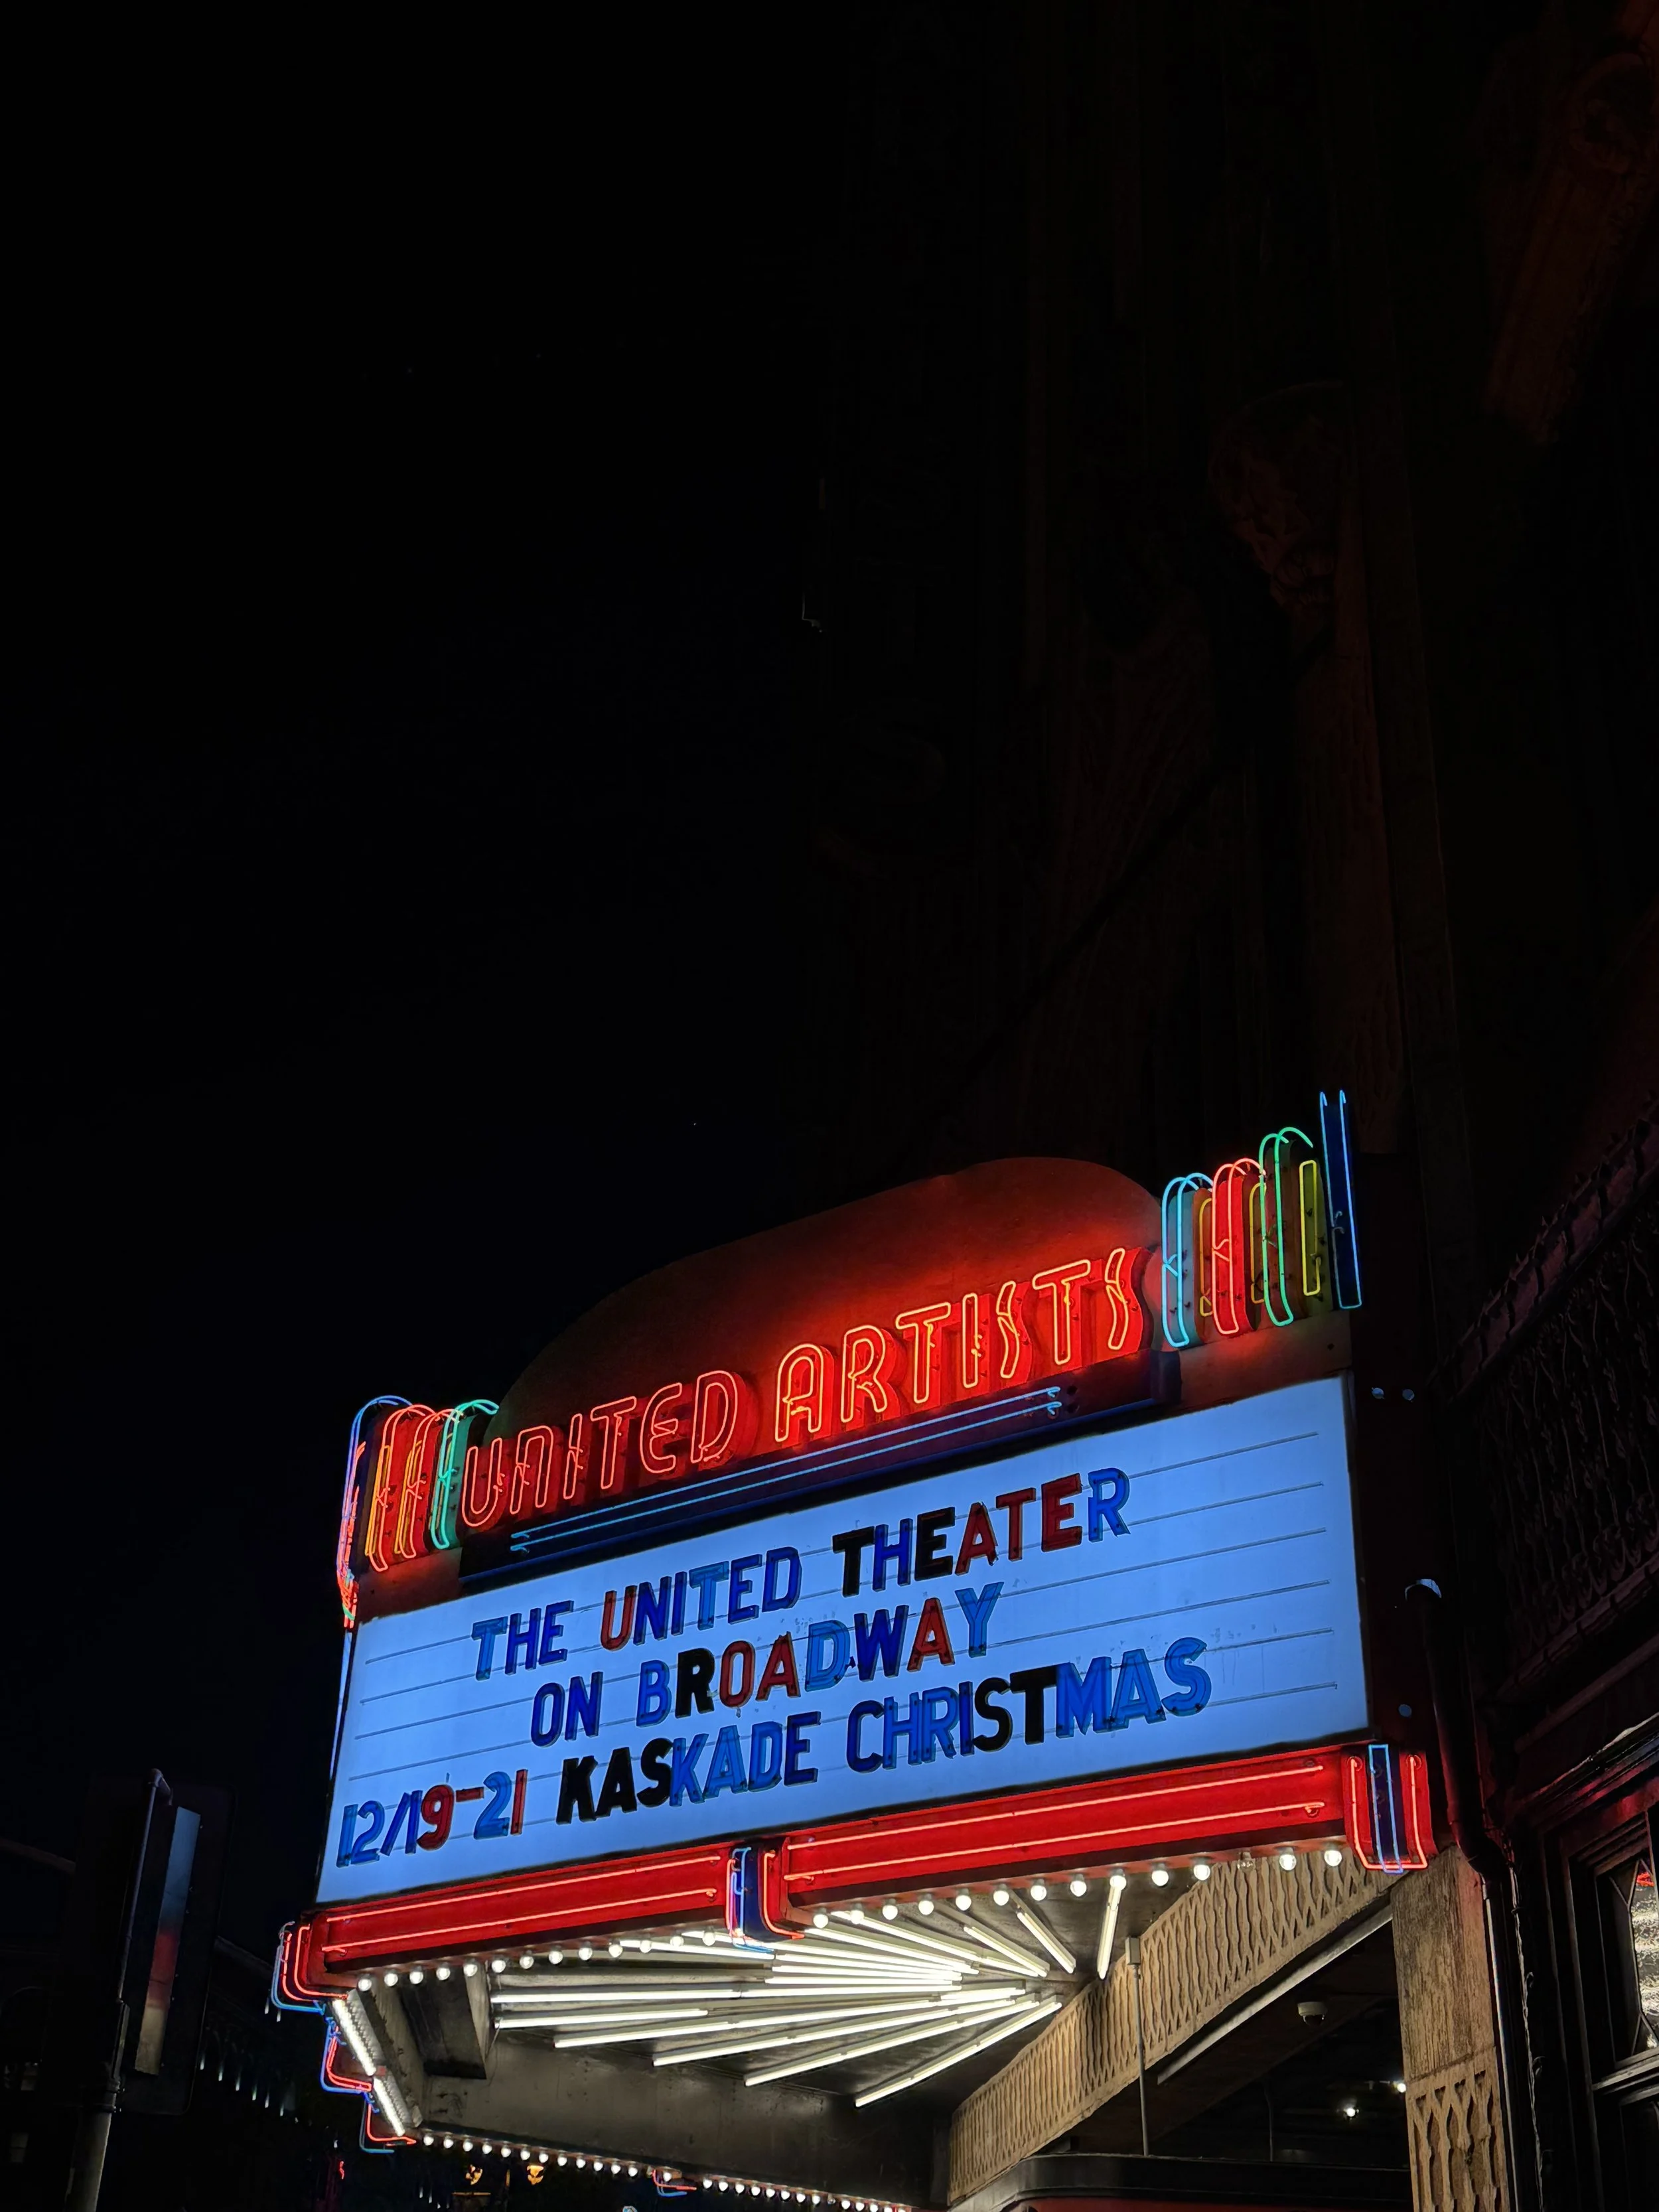 UNITED ARTISTS
THE UNITED THEATER
ON BROADWAY
12/19-21 KASKADE CHRISTMAS